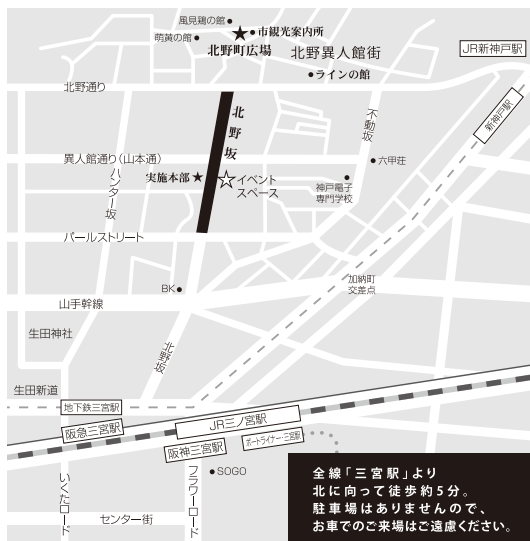 風見鶏の館
市観光案内所
萌黄の館
北野町広場
北野異人館街
JR新神戸駅
ラインの館
北野通り
新神戸駅
北野坂
不動坂
異人館通り（山本通）
六甲荘
ハンター坂
実施本部
イベント
スペース
神戸電子
専門学校
パールストリート
BK
加納町
交差点
山手幹線
生田神社
北野坂
生田新道
地下鉄三宮駅
阪急三宮駅
JR三ノ宮駅
阪神三宮駅
ポートライナー・三宮駅
SOGO
いくたロード
フラワーロード
センター街
全線「三宮駅」より
北に向って徒歩約5分。
駐車場はありませんので、
お車でのご来場はご遠慮ください。